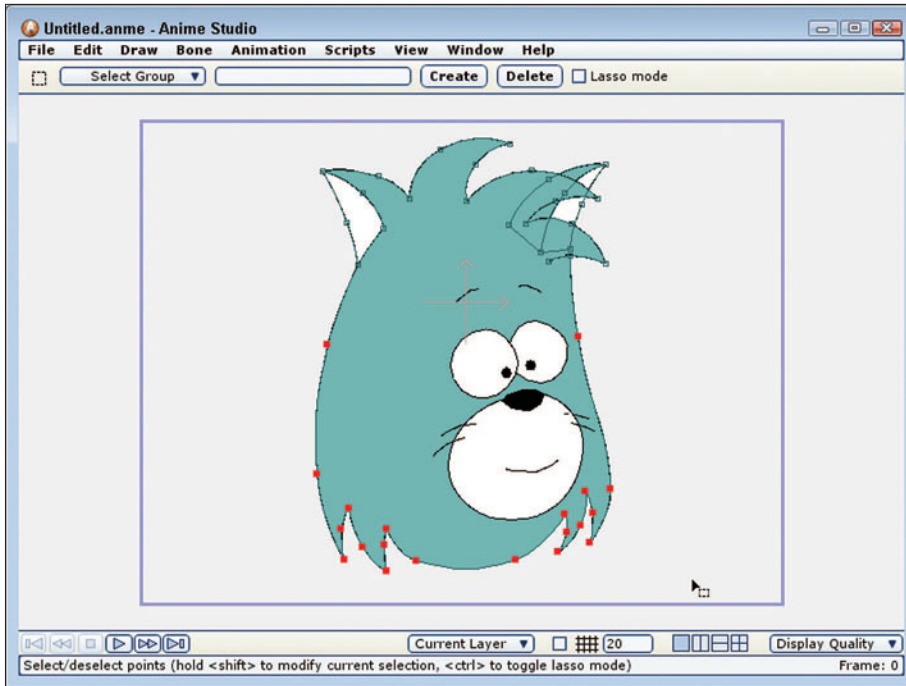 Untitled.anme - Anime Studio
File Edit Draw Bone Animation Scripts View Window Help
Select Group Create Delete Lasso mode
Current Layer 20 Display Quality
Select/deselect points (hold <shift> to modify current selection, <ctrl> to toggle lasso mode) Frame: 0